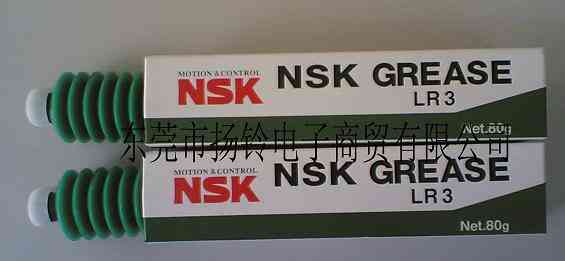 MOTION & CONTROL
NSK
NSK GREASE
LR3
Net.80g
东莞市扬铃电子商贸有限公司
MOTION & CONTROL
NSK
NSK GREASE
LR3
Net.80g